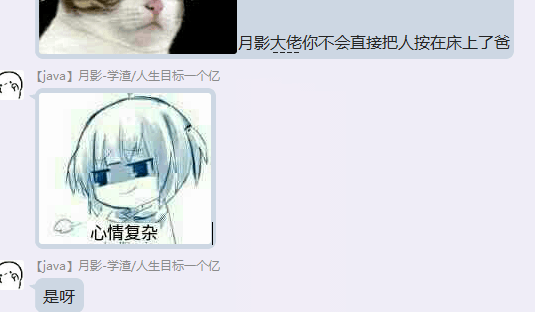 月影大佬你不会直接把人按在床上了爸
【java】月影-学渣/人生目标一个亿
心情复杂
【java】月影-学渣/人生目标一个亿
是呀